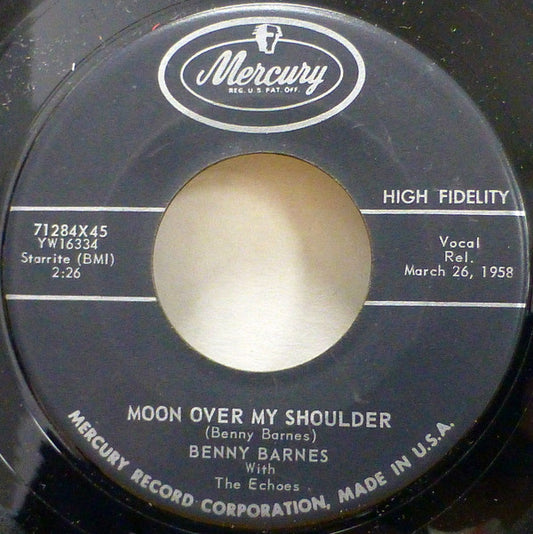 Mercury
REG. U.S. PAT. OFF.
HIGH FIDELITY
71284X45
YW16334
Starrite (BMI)
2:26
Vocal
Rel.
March 26, 1958
MOON OVER MY SHOULDER
(Benny Barnes)
BENNY BARNES
With
The Echoes
MERCURY RECORD CORPORATION, MADE IN U.S.A.